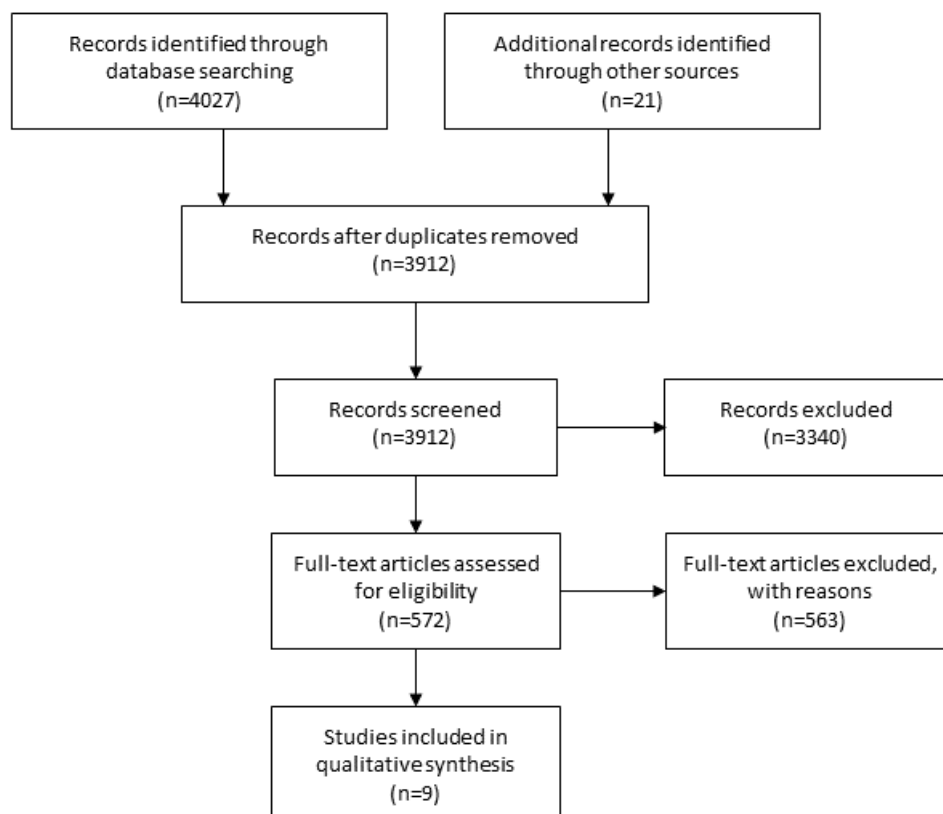 Records identified through
database searching
(n=4027)
Additional records identified
through other sources
(n=21)
Records after duplicates removed
(n=3912)
Records screened
(n=3912)
Records excluded
(n=3340)
Full-text articles assessed
for eligibility
(n=572)
Full-text articles excluded,
with reasons
(n=563)
Studies included in
qualitative synthesis
(n=9)